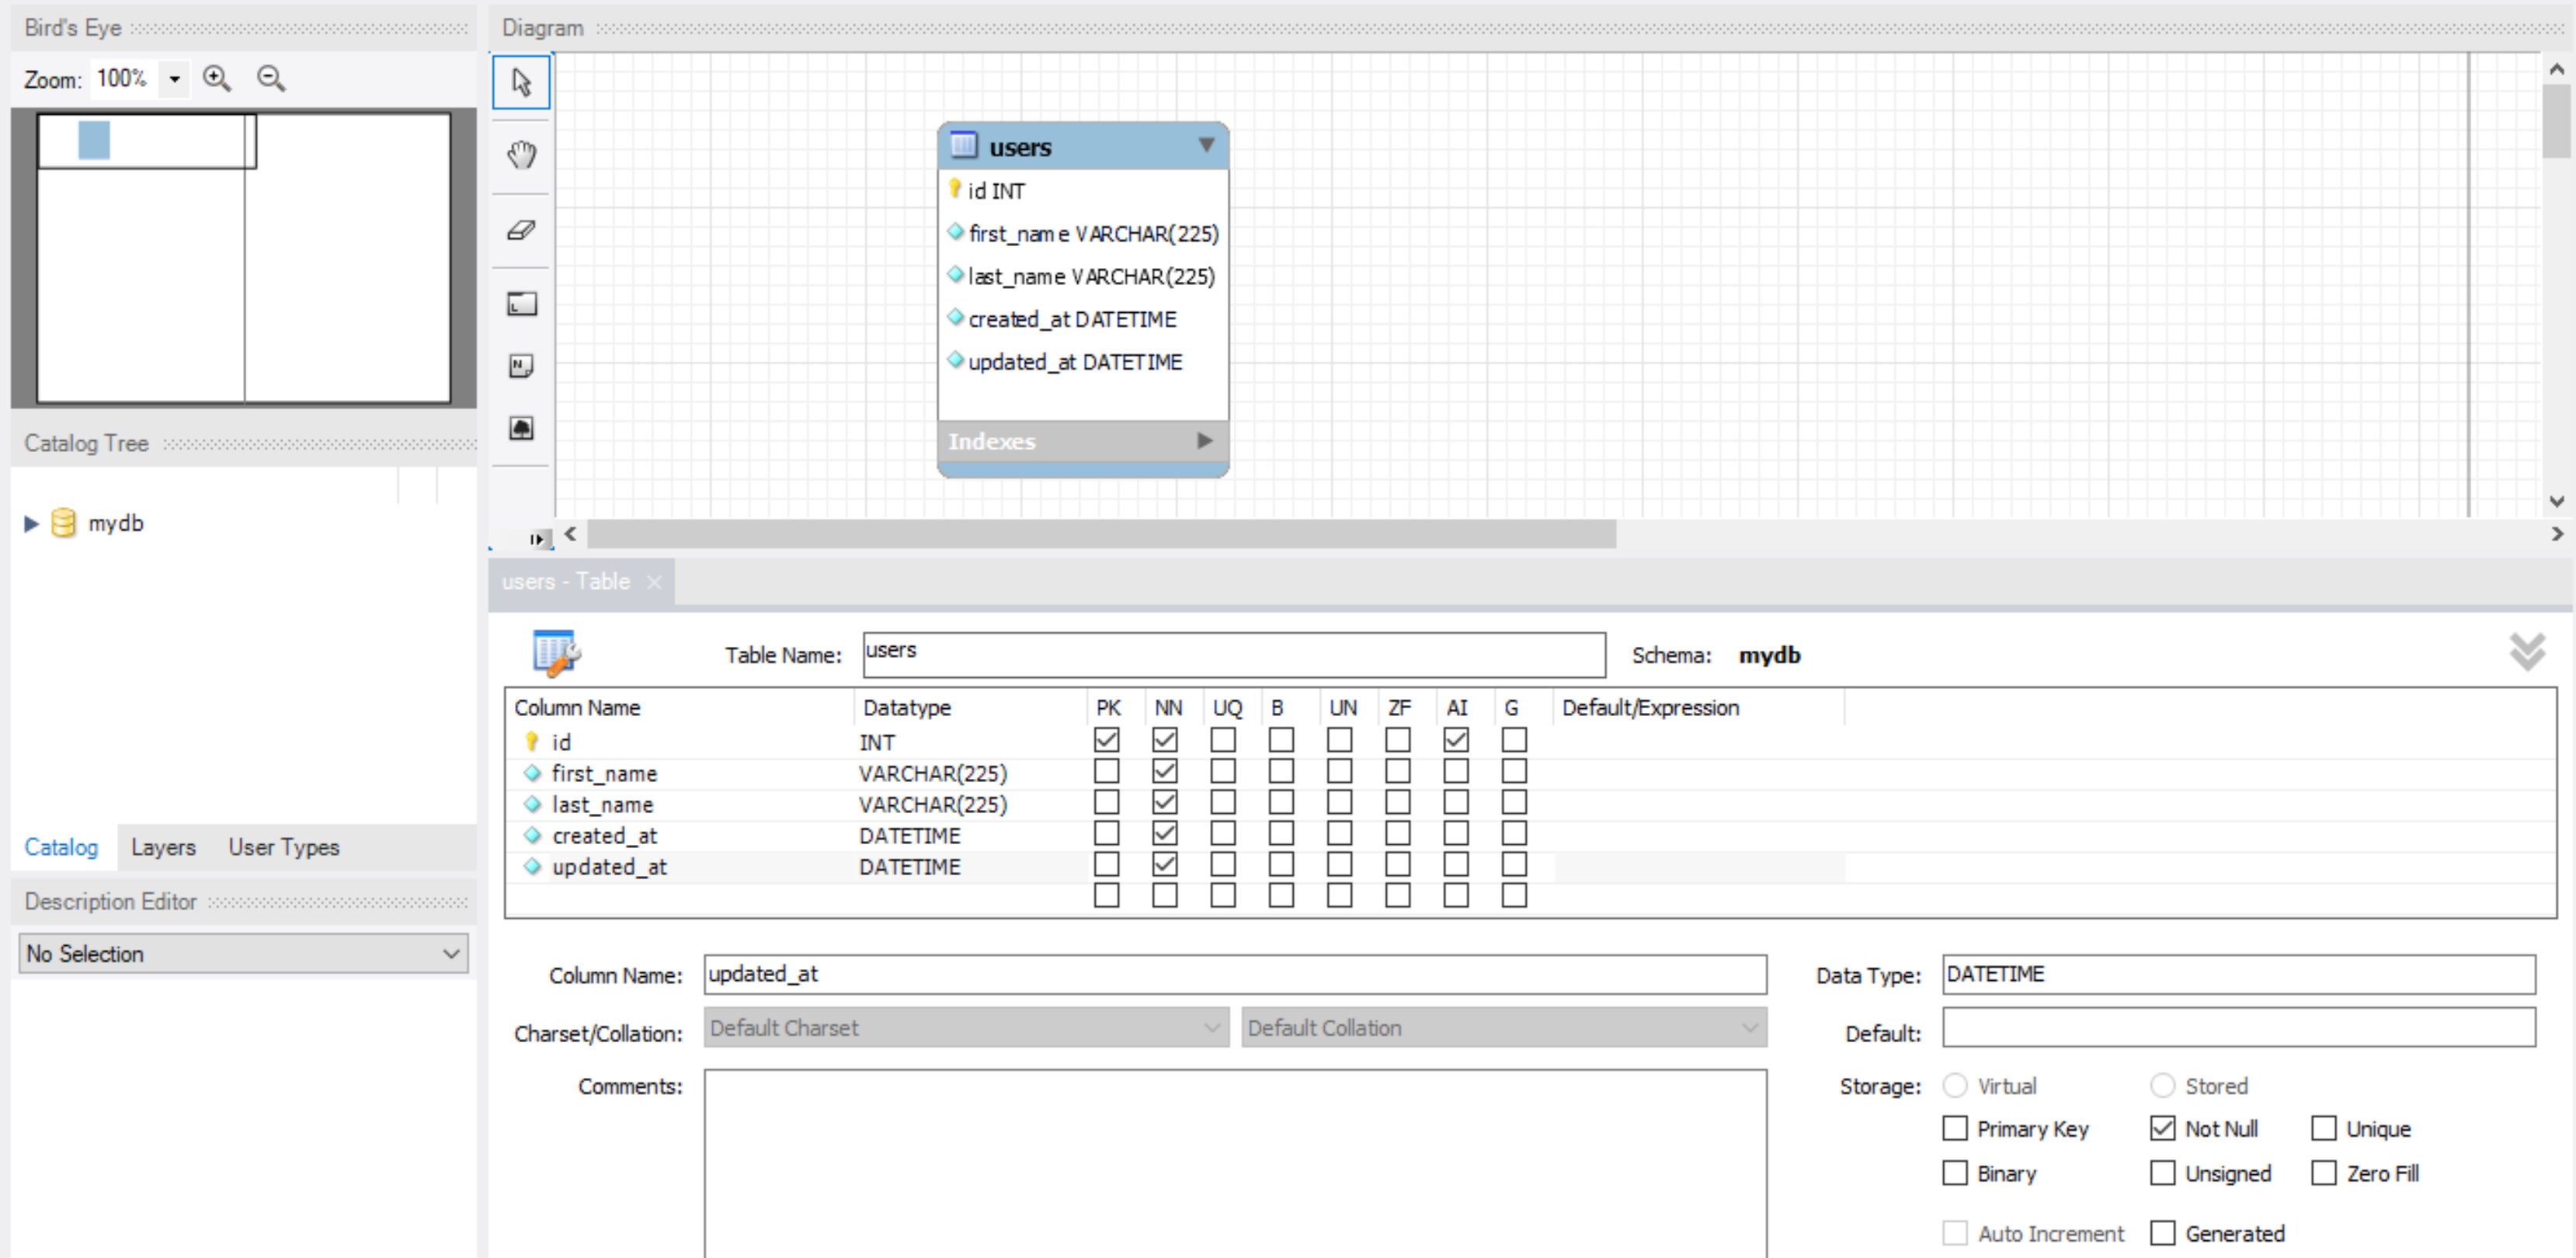 Bird's Eye
Zoom: 100%
Catalog Tree
mydb
Catalog Layers User Types
Description Editor
No Selection
Diagram
users
id INT
first_name VARCHAR(225)
last_name VARCHAR(225)
created_at DATETIME
updated_at DATETIME
Indexes
users - Table
Table Name: users Schema: mydb
Column Name Datatype PK NN UQ B UN ZF AI G Default/Expression
id INT
first_name VARCHAR(225)
last_name VARCHAR(225)
created_at DATETIME
updated_at DATETIME
Column Name: updated_at Data Type: DATETIME
Charset/Collation: Default Charset Default Collation Default:
Comments: Storage: Virtual Stored
Primary Key Not Null Unique
Binary Unsigned Zero Fill
Auto Increment Generated